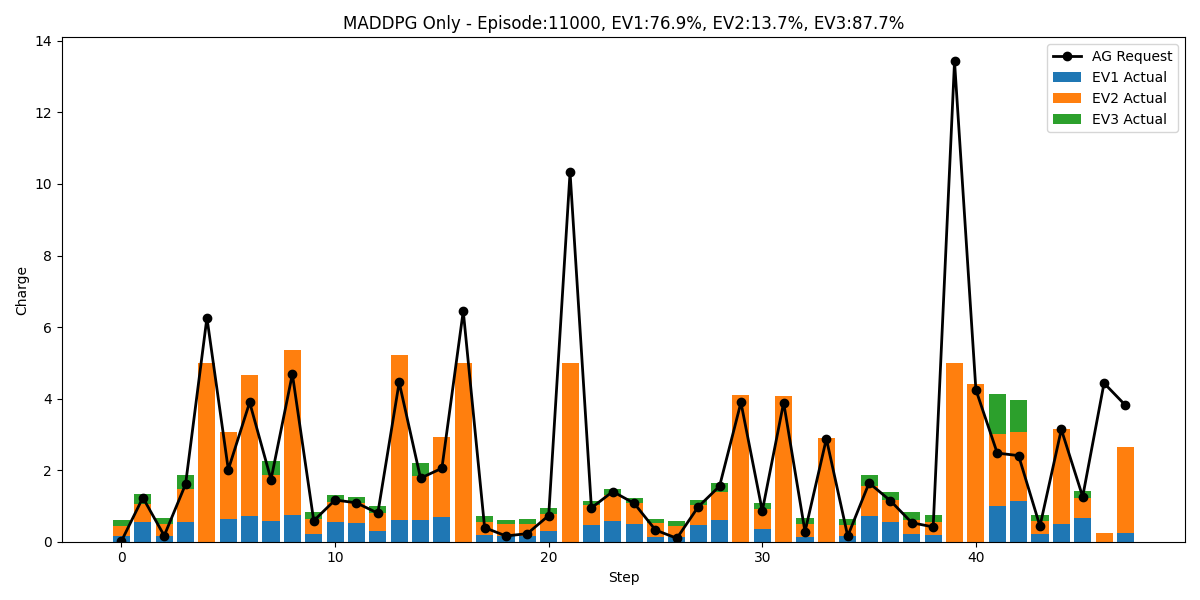 MADDPG Only - Episode:11000, EV1:76.9%, EV2:13.7%, EV3:87.7%
14
12
10
8
6
4
2
0
Charge
AG Request
EV1 Actual
EV2 Actual
EV3 Actual
0
10
20
30
40
Step